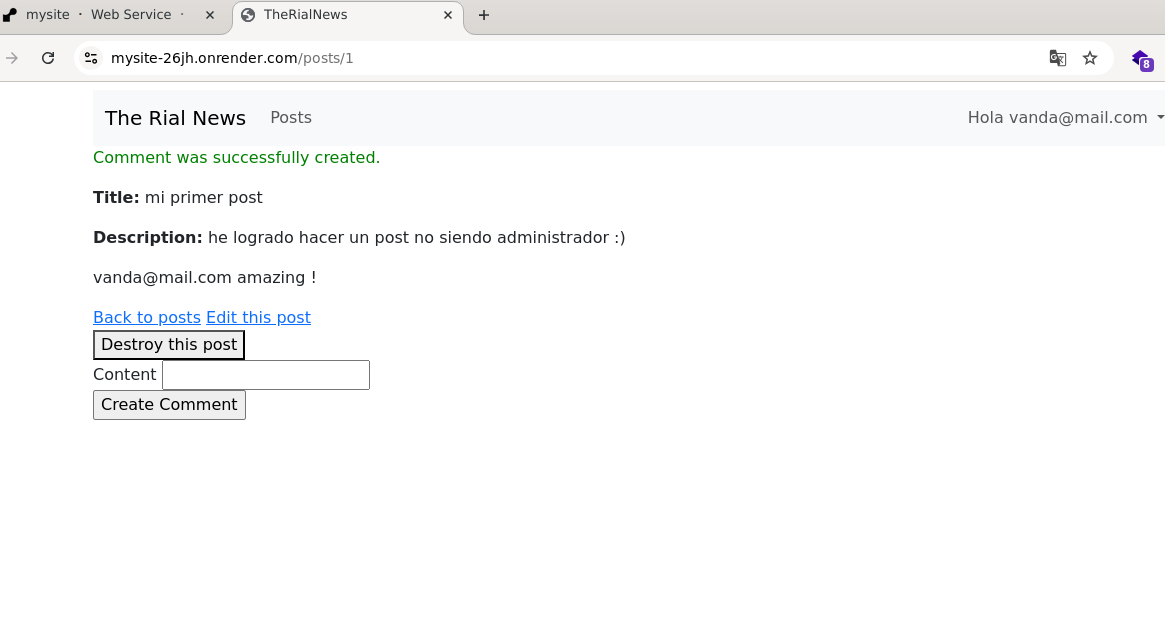 mysite · Web Service ·
TheRialNews
mysite-26jh.onrender.com/posts/1
8
The Rial News Posts Hola vanda@mail.com
Comment was successfully created.
Title: mi primer post
Description: he logrado hacer un post no siendo administrador :)
vanda@mail.com amazing !
Back to posts Edit this post
Destroy this post
Content
Create Comment